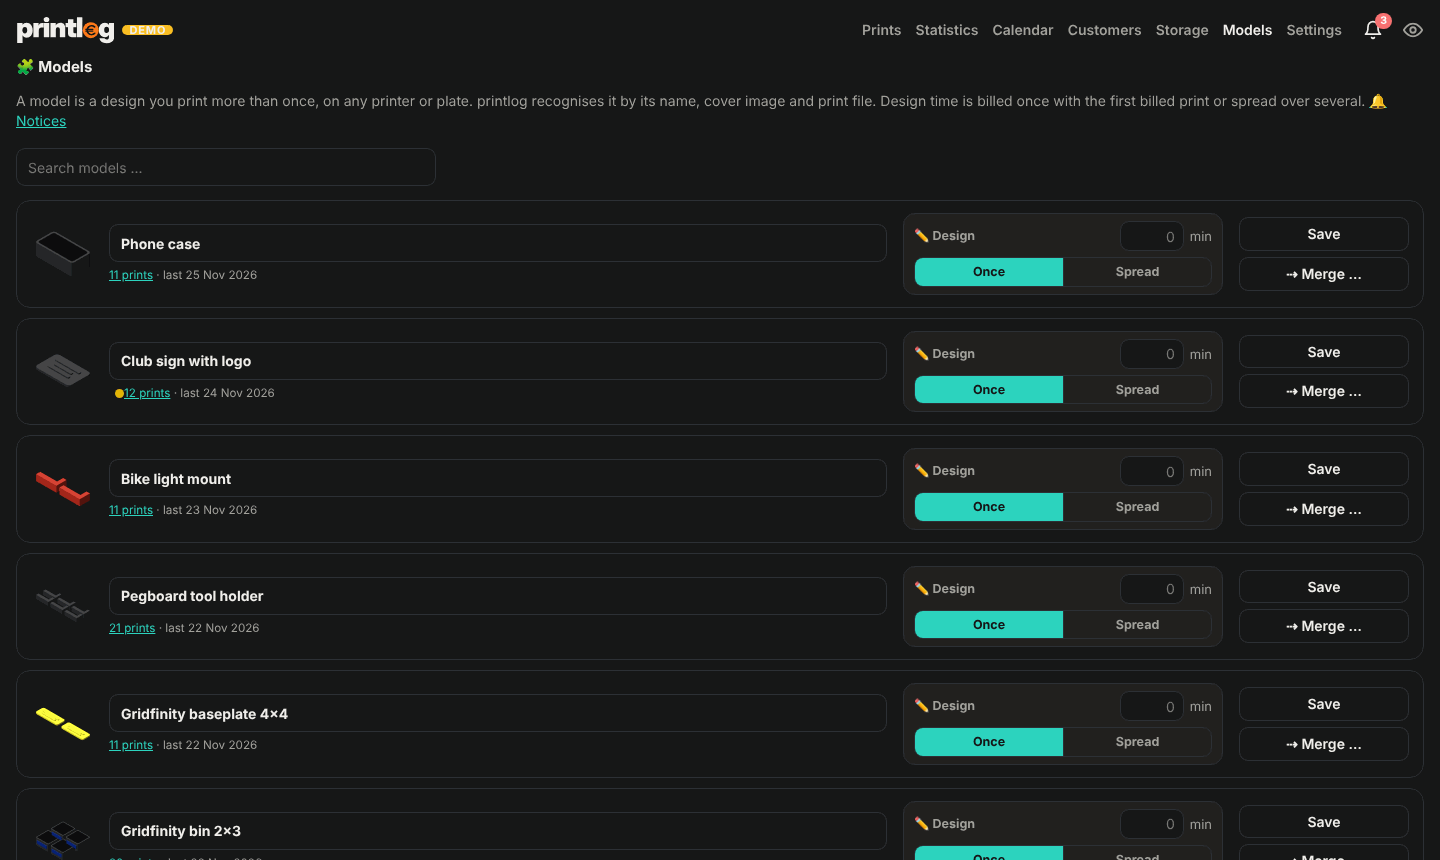 printlog DEMO
Prints Statistics Calendar Customers Storage Models Settings 3
Models
A model is a design you print more than once, on any printer or plate. printlog recognises it by its name, cover image and print file. Design time is billed once with the first billed print or spread over several.
Notices
Search models ...
Phone case
11 prints · last 25 Nov 2026
Design 0 min
Once Spread
Save
⇢ Merge ...
Club sign with logo
12 prints · last 24 Nov 2026
Design 0 min
Once Spread
Save
⇢ Merge ...
Bike light mount
11 prints · last 23 Nov 2026
Design 0 min
Once Spread
Save
⇢ Merge ...
Pegboard tool holder
21 prints · last 22 Nov 2026
Design 0 min
Once Spread
Save
⇢ Merge ...
Gridfinity baseplate 4×4
11 prints · last 22 Nov 2026
Design 0 min
Once Spread
Save
⇢ Merge ...
Gridfinity bin 2×3
Design 0 min
Once Spread
Save
⇢ Merge ...